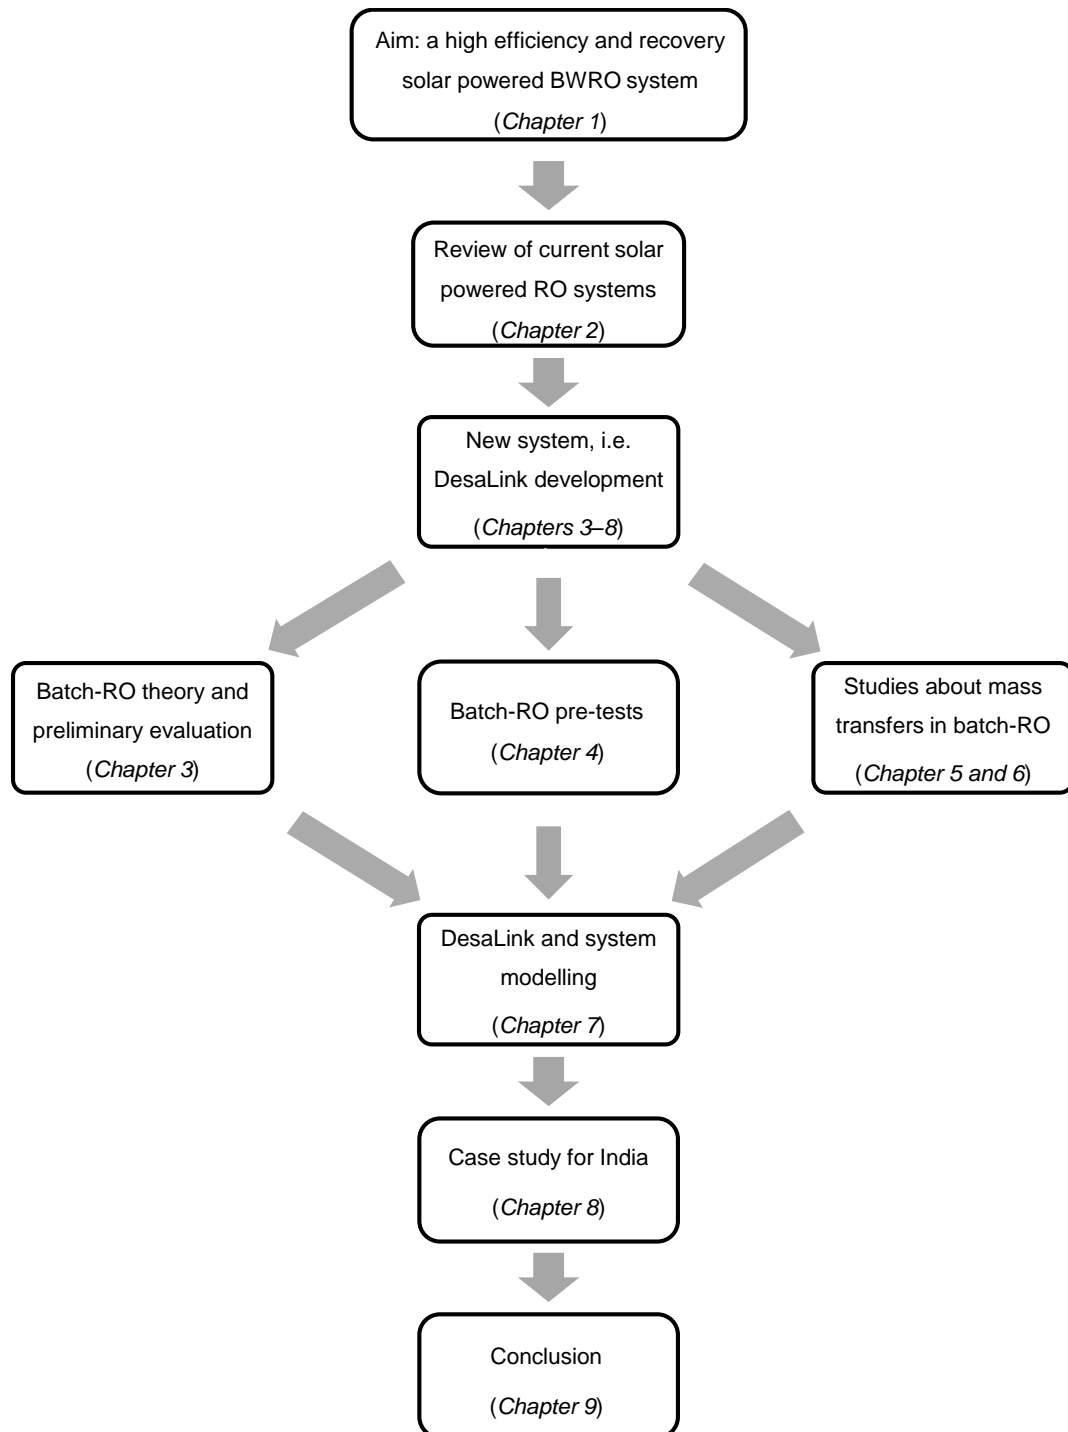 Aim: a high efficiency and recovery
solar powered BWRO system
(Chapter 1)
Review of current solar
powered RO systems
(Chapter 2)
New system, i.e.
DesaLink development
(Chapters 3–8)
Batch-RO theory and
preliminary evaluation
(Chapter 3)
Batch-RO pre-tests
(Chapter 4)
Studies about mass
transfers in batch-RO
(Chapter 5 and 6)
DesaLink and system
modelling
(Chapter 7)
Case study for India
(Chapter 8)
Conclusion
(Chapter 9)